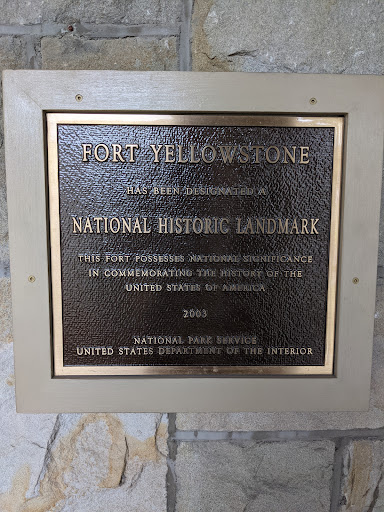 FORT YELLOWSTONE
HAS BEEN DESIGNATED A
NATIONAL HISTORIC LANDMARK
THIS FORT POSSESSES NATIONAL SIGNIFICANCE
IN COMMEMORATING THE HISTORY OF THE
UNITED STATES OF AMERICA
2003
NATIONAL PARK SERVICE
UNITED STATES DEPARTMENT OF THE INTERIOR